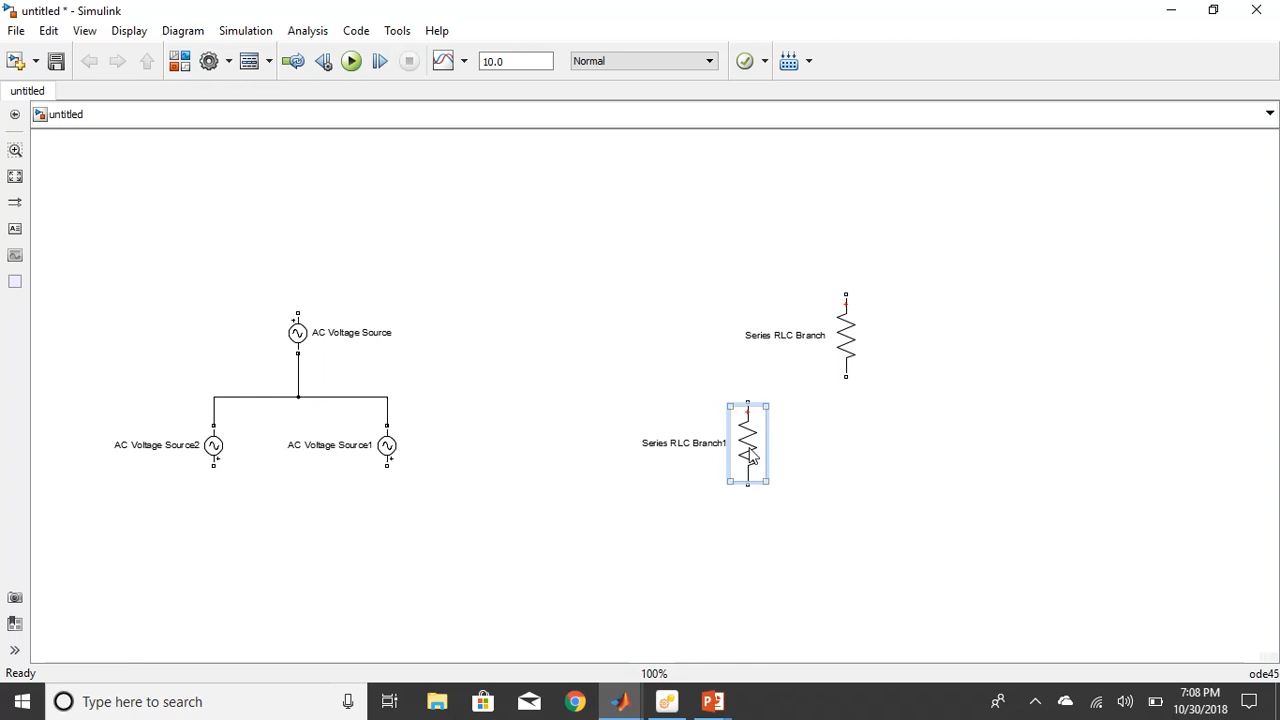 untitled * - Simulink
File Edit View Display Diagram Simulation Analysis Code Tools Help
10.0 Normal
untitled
untitled
AC Voltage Source
Series RLC Branch
AC Voltage Source2 AC Voltage Source1 Series RLC Branch1
Ready 100% ode45
Type here to search
7:08 PM
10/30/2018